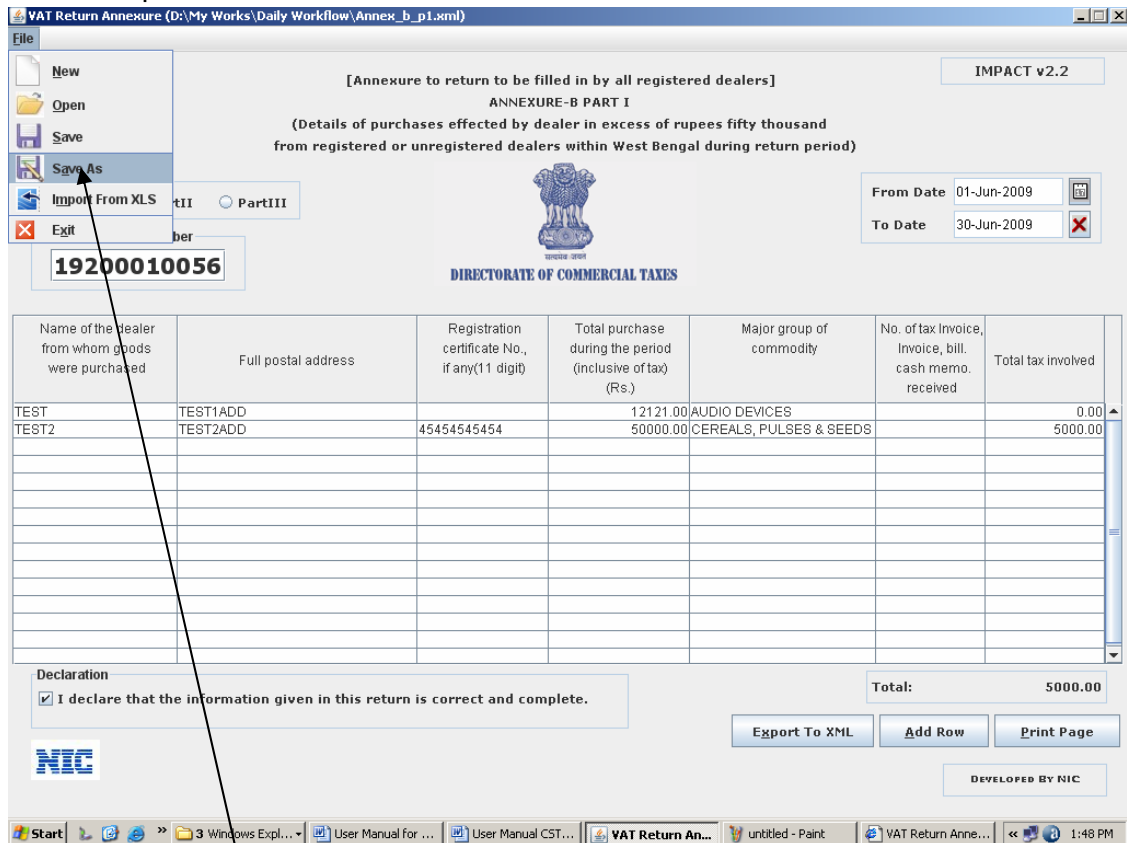 VAT Return Annexure (D:\My Works\Daily Workflow\Annex_b_p1.xml)
File
New
Open
Save
Save As
Import From XLS
Exit
[Annexure to return to be filled in by all registered dealers]
ANNEXURE-B PART I
(Details of purchases effected by dealer in excess of rupees fifty thousand
from registered or unregistered dealers within West Bengal during return period)
IMPACT v2.2
tII PartIII
From Date 01-Jun-2009
To Date 30-Jun-2009
ber
19200010056
सत्यमेव जयते
DIRECTORATE OF COMMERCIAL TAXES
Name of the dealer
from whom goods
were purchased
Full postal address
Registration
certificate No.,
if any(11 digit)
Total purchase
during the period
(inclusive of tax)
(Rs.)
Major group of
commodity
No. of tax Invoice,
Invoice, bill.
cash memo.
received
Total tax involved
TEST TEST1ADD 12121.00 AUDIO DEVICES 0.00
TEST2 TEST2ADD 45454545454 50000.00 CEREALS, PULSES & SEEDS 5000.00
Declaration
I declare that the information given in this return is correct and complete.
Total: 5000.00
Export To XML Add Row Print Page
NIC
DEVELOPED BY NIC
Start » 3 Windows Expl... User Manual for ... User Manual CST... VAT Return An... untitled - Paint VAT Return Anne... « 1:48 PM